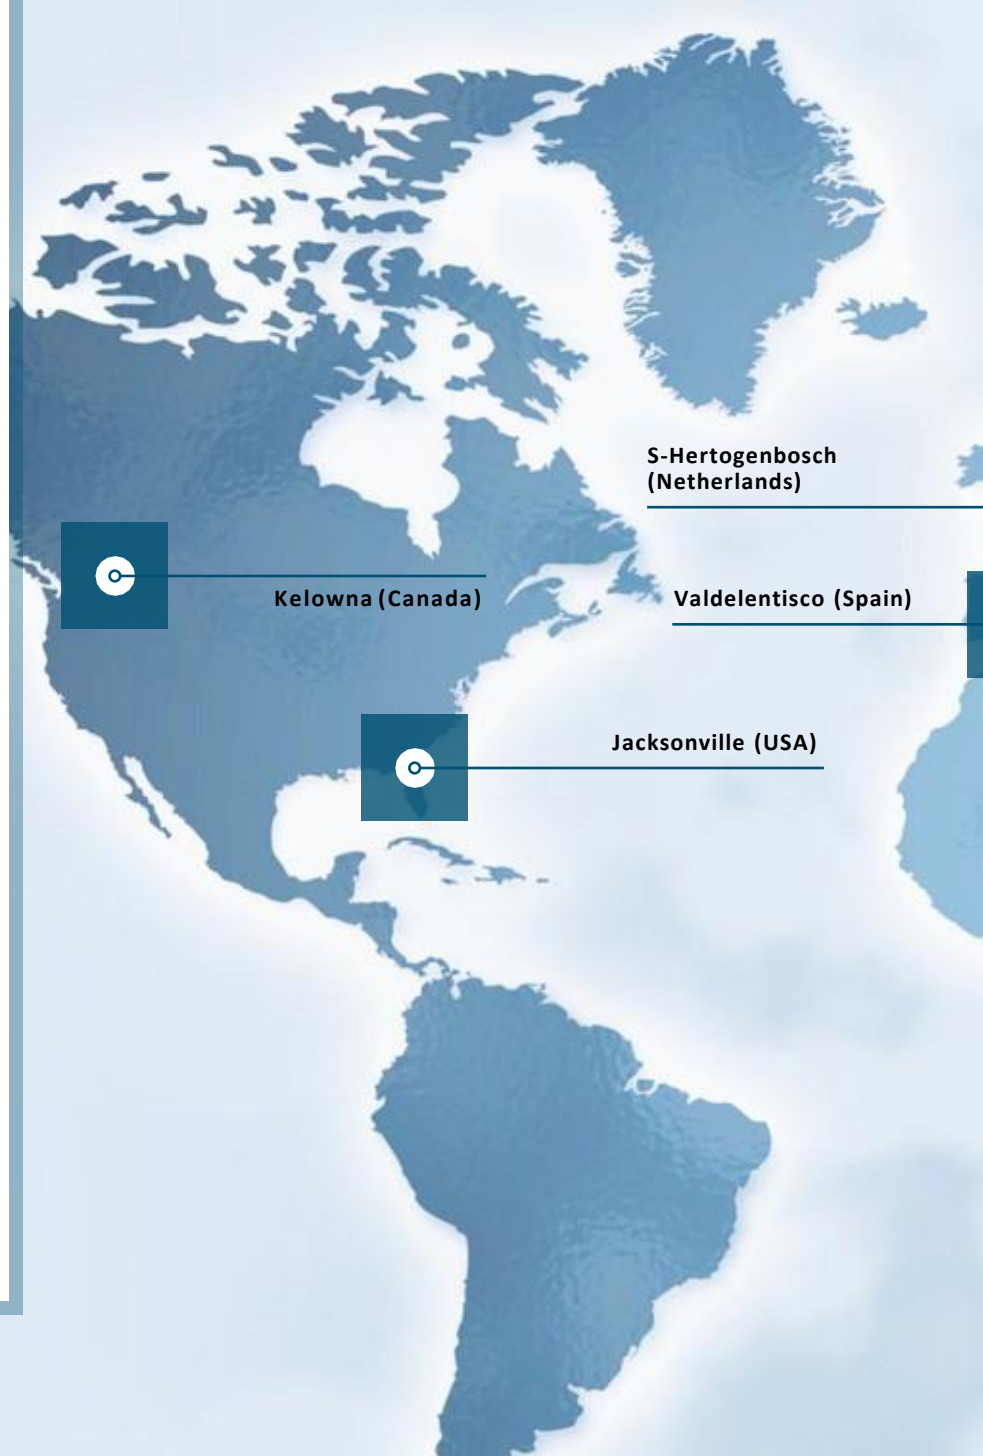 S-Hertogenbosch
(Netherlands)
Kelowna (Canada)
Valdelentisco (Spain)
Jacksonville (USA)